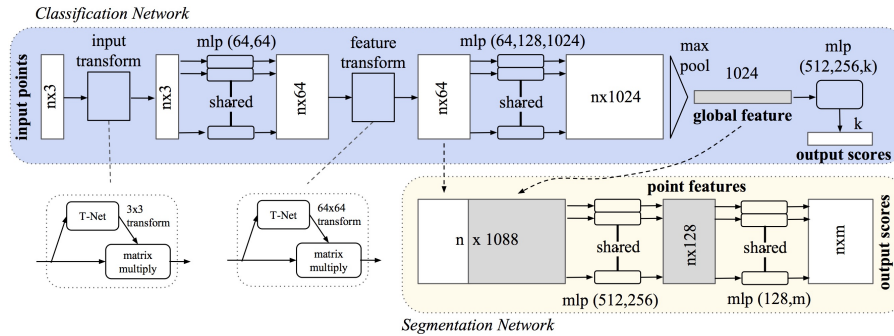 Classification Network
input points
nx3
input
transform
nx3
mlp (64,64)
shared
nx64
feature
transform
nx64
mlp (64,128,1024)
shared
nx1024
max
pool
1024
global feature
mlp
(512,256,k)
k
output scores
T-Net
3x3
transform
matrix
multiply
T-Net
64x64
transform
matrix
multiply
point features
n x 1088
shared
mlp (512,256)
nx128
shared
mlp (128,m)
nxm
output scores
Segmentation Network